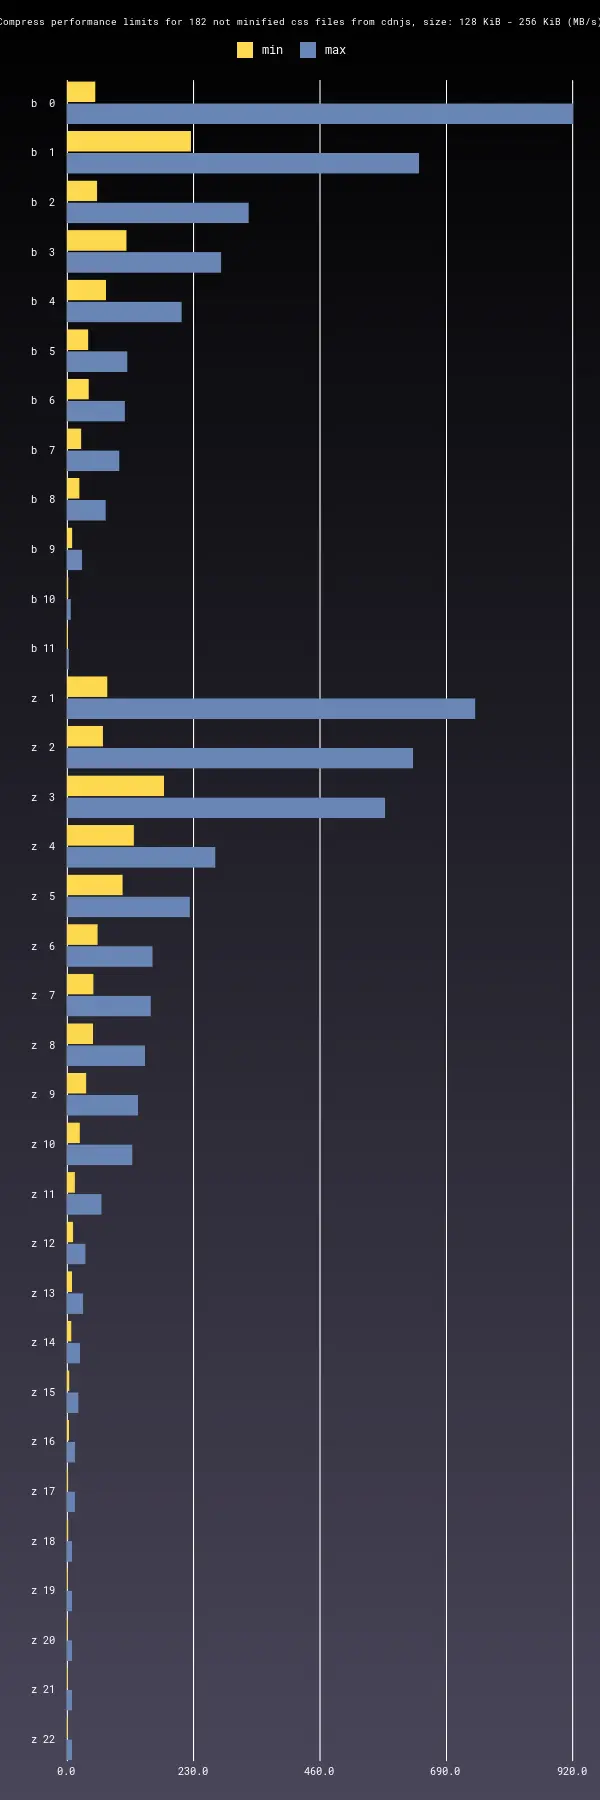 Compress performance limits for 182 not minified css files from cdnjs, size: 128 KiB - 256 KiB (MB/s)
min max
b 0
b 1
b 2
b 3
b 4
b 5
b 6
b 7
b 8
b 9
b 10
b 11
z 1
z 2
z 3
z 4
z 5
z 6
z 7
z 8
z 9
z 10
z 11
z 12
z 13
z 14
z 15
z 16
z 17
z 18
z 19
z 20
z 21
z 22
0.0 230.0 460.0 690.0 920.0